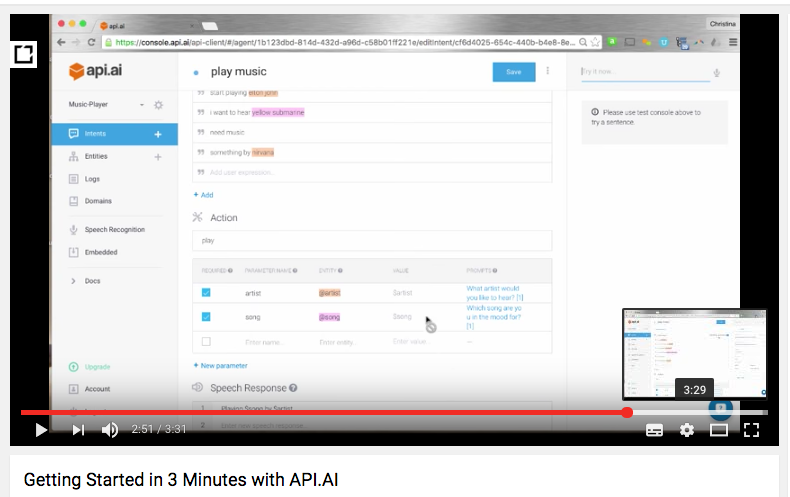 api.ai
Christina
https://console.api.ai/api-client/#/agent/1b123dbd-814d-432d-a96d-c58b01ff221e/editIntent/cf6d4025-654c-440b-b4e8-8e...
api.ai
play music
Save
Try it now...
Music-Player
start playing elton john
i want to hear yellow submarine
need music
something by nirvana
Add user expression...
+ Add
Please use test console above to
try a sentence.
Intents +
Entities +
Logs
Domains
Speech Recognition
Embedded
Docs
Upgrade
Account
Action
play
REQUIRED PARAMETER NAME ENTITY VALUE PROMPTS
artist @artist $artist What artist would
you like to hear? [1]
song @song $song Which song are yo
u in the mood for?
[1]
Enter name... Enter entity... Enter value... --
+ New parameter
Speech Response
1 Playing $song by $artist
2 Enter new speech response...
3:29
2:51 / 3:31
Getting Started in 3 Minutes with API.AI